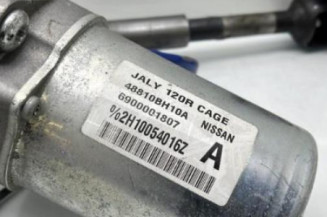 JALY 120R CAGE
48810BH10A NISSAN
6900001807
%2H10054016Z A